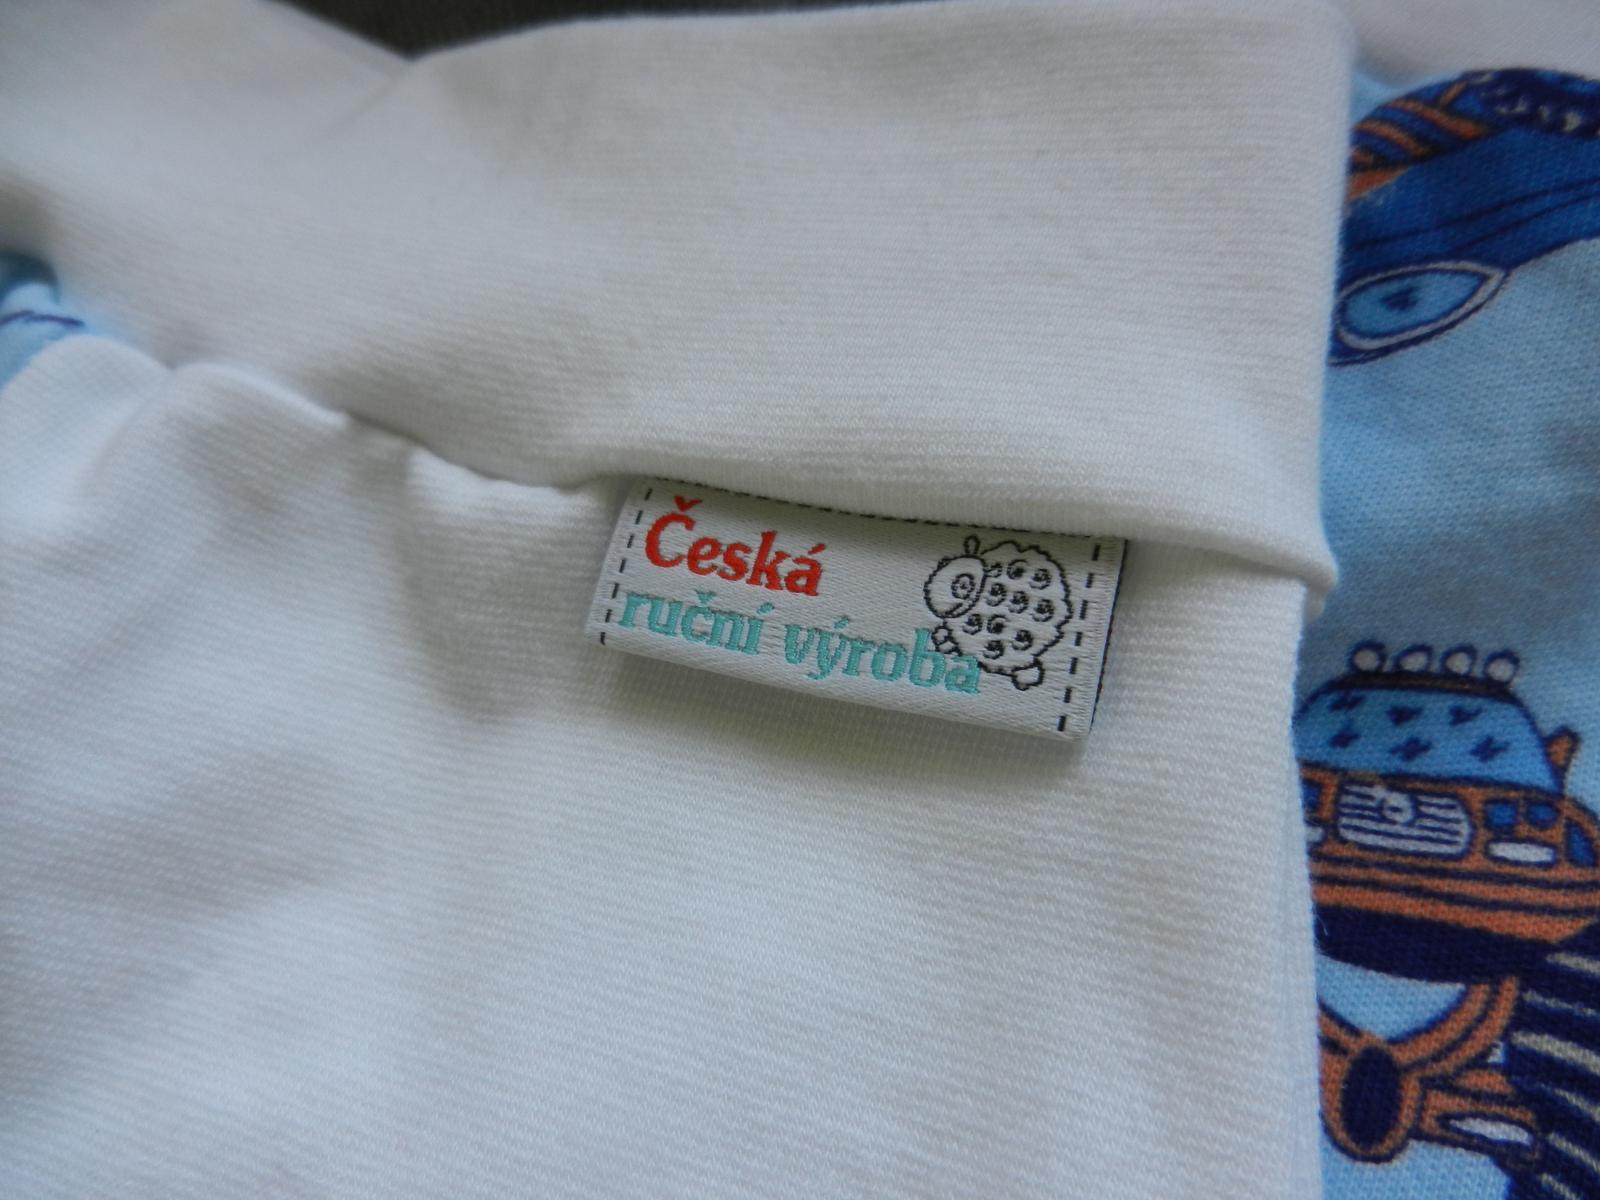 Česká
ruční výroba